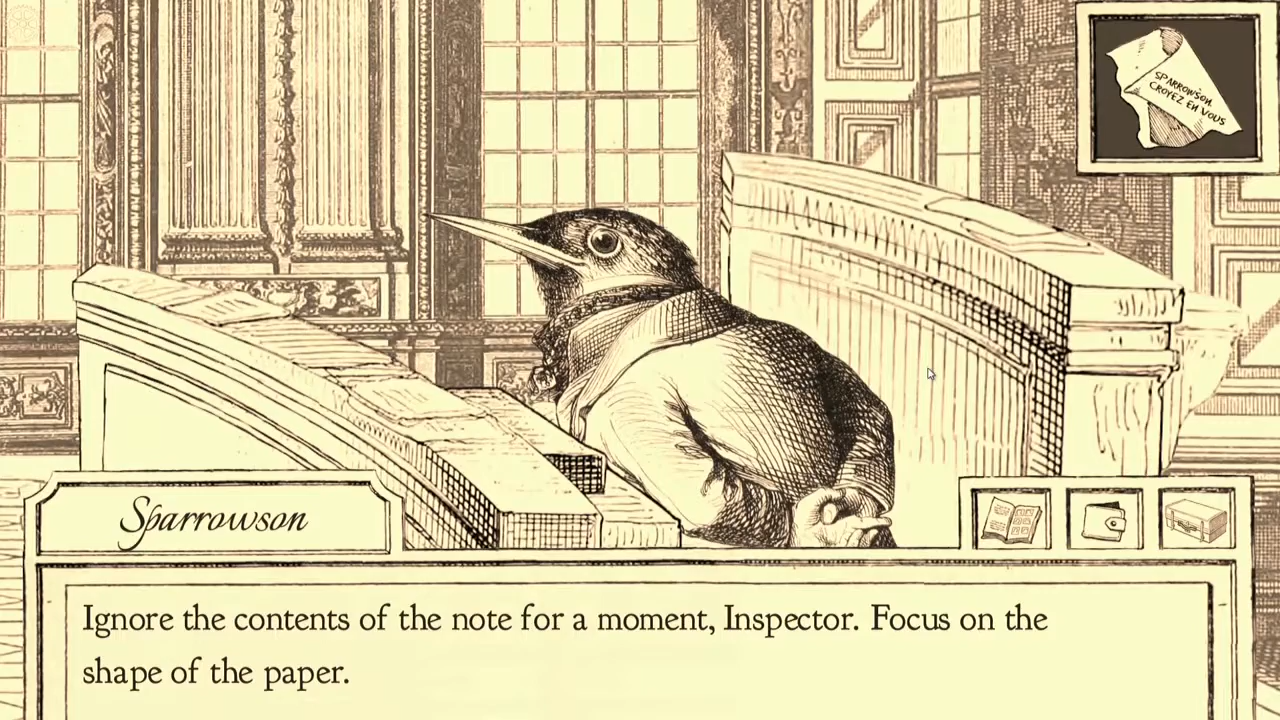 SPARROWSON,
CROYEZ EN VOUS
Sparrowson
Ignore the contents of the note for a moment, Inspector. Focus on the
shape of the paper.